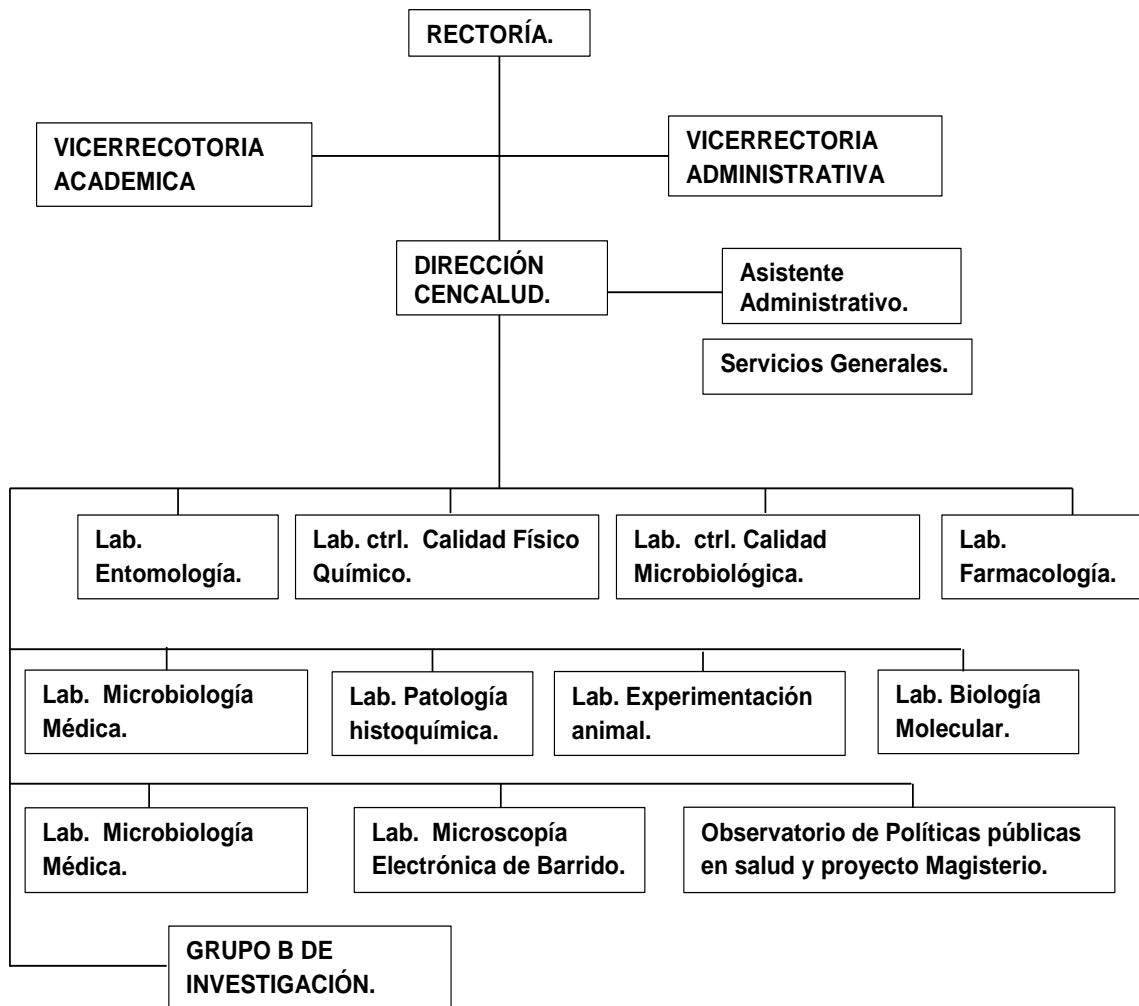 RECTORÍA.
VICERRECOTORIA
ACADEMICA
VICERRECTORIA
ADMINISTRATIVA
DIRECCIÓN
CENCALUD.
Asistente
Administrativo.
Servicios Generales.
Lab.
Entomología.
Lab. ctrl. Calidad Físico
Químico.
Lab. ctrl. Calidad
Microbiológica.
Lab.
Farmacología.
Lab. Microbiología
Médica.
Lab. Patología
histoquímica.
Lab. Experimentación
animal.
Lab. Biología
Molecular.
Lab. Microbiología
Médica.
Lab. Microscopía
Electrónica de Barrido.
Observatorio de Políticas públicas
en salud y proyecto Magisterio.
GRUPO B DE
INVESTIGACIÓN.